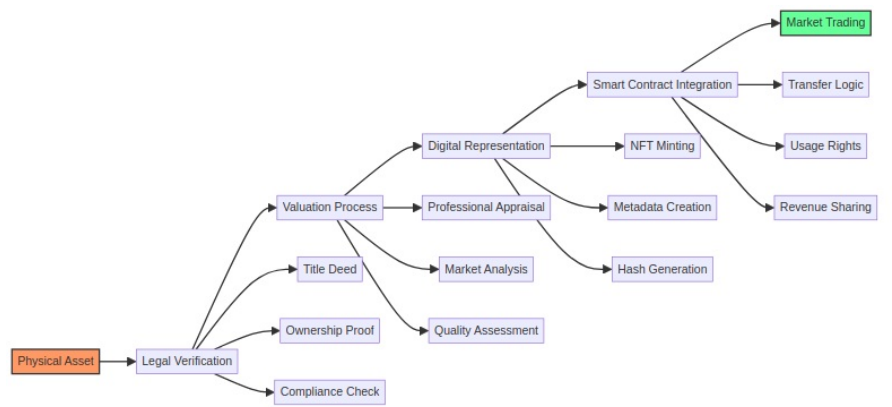 Market Trading
Smart Contract Integration
Transfer Logic
Digital Representation
NFT Minting
Usage Rights
Valuation Process
Professional Appraisal
Metadata Creation
Revenue Sharing
Title Deed
Market Analysis
Hash Generation
Ownership Proof
Quality Assessment
Physical Asset
Legal Verification
Compliance Check